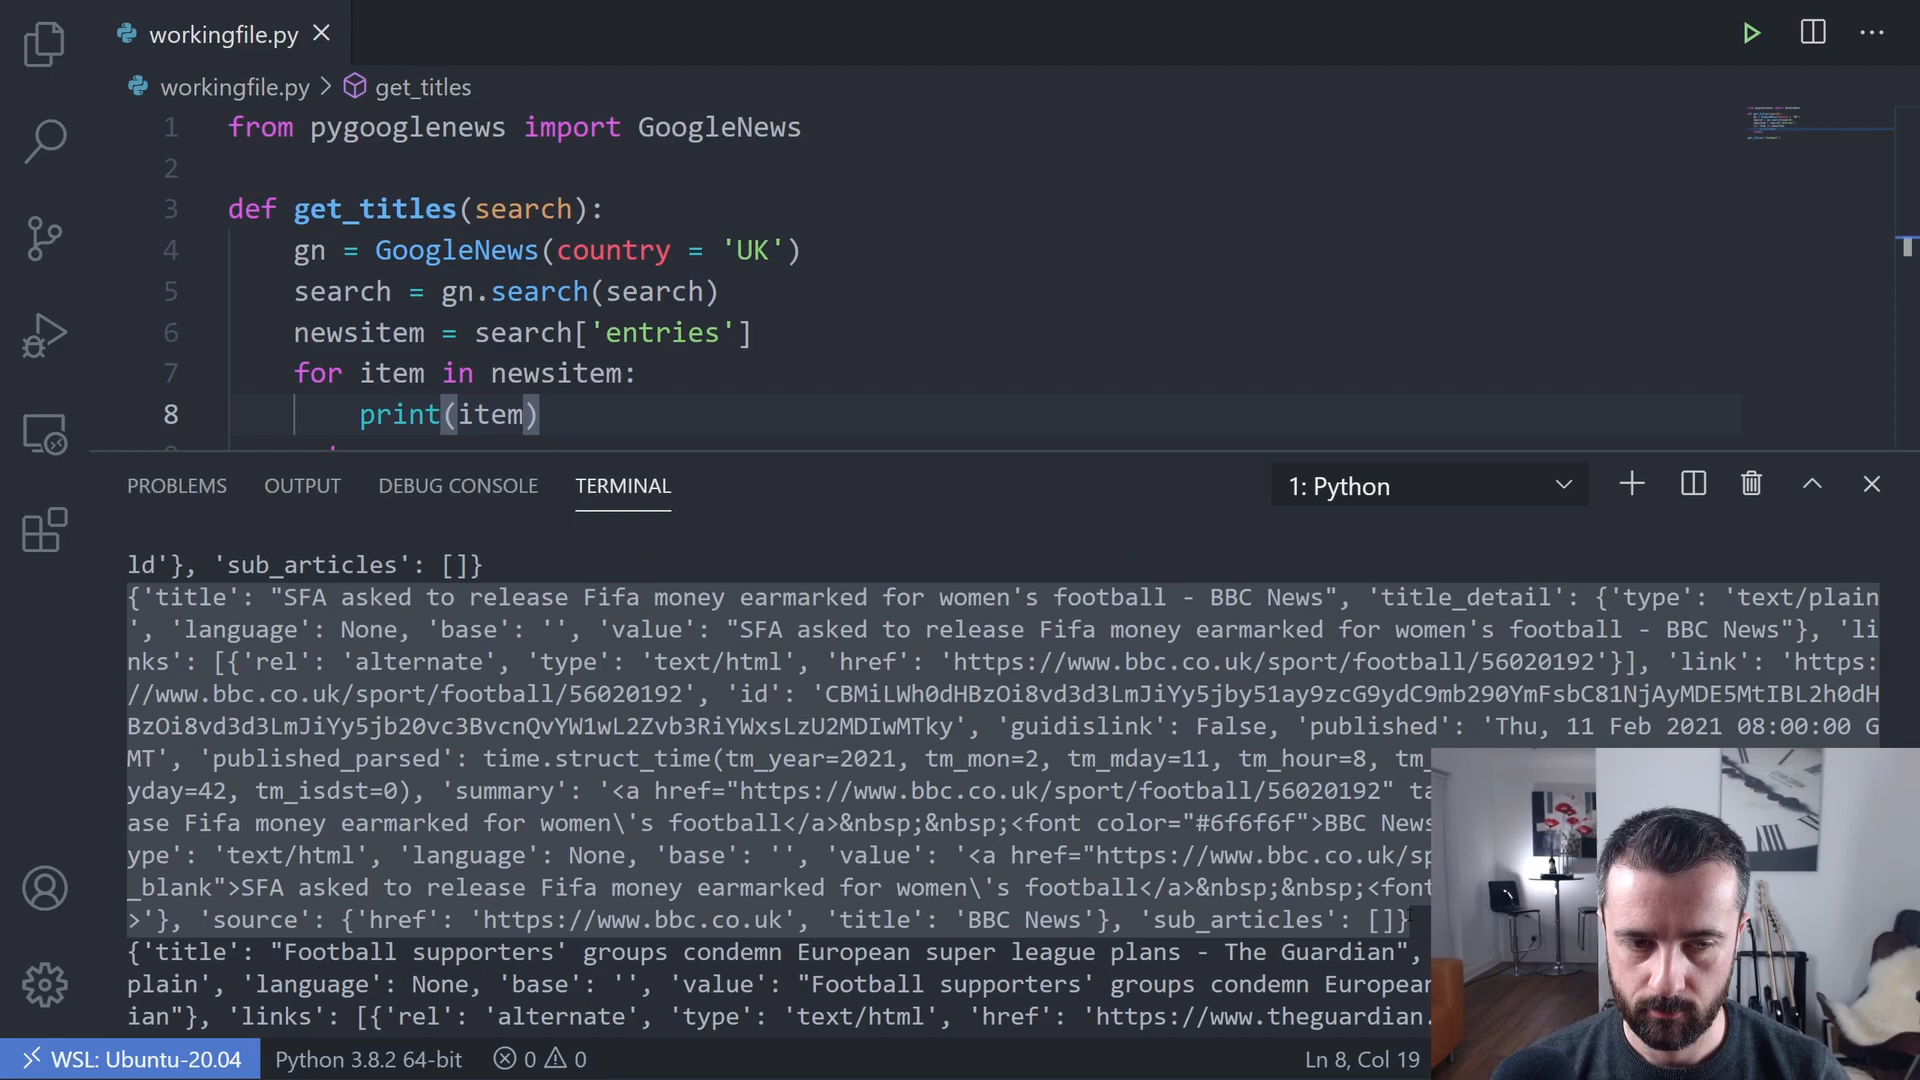 workingfile.py
workingfile.py > get_titles
1 from pygooglenews import GoogleNews
2
3 def get_titles(search):
4 gn = GoogleNews(country = 'UK')
5 search = gn.search(search)
6 newsitem = search['entries']
7 for item in newsitem:
8 print(item)
PROBLEMS OUTPUT DEBUG CONSOLE TERMINAL 1: Python
ld'}, 'sub_articles': []}
{'title': "SFA asked to release Fifa money earmarked for women's football - BBC News", 'title_detail': {'type': 'text/plain
', 'language': None, 'base': '', 'value': "SFA asked to release Fifa money earmarked for women's football - BBC News"}, 'li
nks': [{'rel': 'alternate', 'type': 'text/html', 'href': 'https://www.bbc.co.uk/sport/football/56020192'}], 'link': 'https:
//www.bbc.co.uk/sport/football/56020192', 'id': 'CBMiLWh0dHBzOi8vd3d3LmJiYy5jby51ay9zcG9ydC9mb290YmFsbC81NjAyMDE5MtIBL2h0dH
BzOi8vd3d3LmJiYy5jb20vc3BvcnQvYW1wL2Zvb3RiYWxsLzU2MDIwMTky', 'guidislink': False, 'published': 'Thu, 11 Feb 2021 08:00:00 G
MT', 'published_parsed': time.struct_time(tm_year=2021, tm_mon=2, tm_mday=11, tm_hour=8, tm_
yday=42, tm_isdst=0), 'summary': '<a href="https://www.bbc.co.uk/sport/football/56020192" ta
ase Fifa money earmarked for women\'s football</a>&nbsp;&nbsp;<font color="#6f6f6f">BBC News
ype': 'text/html', 'language': None, 'base': '', 'value': '<a href="https://www.bbc.co.uk/sp
_blank">SFA asked to release Fifa money earmarked for women\'s football</a>&nbsp;&nbsp;<font
>'}, 'source': {'href': 'https://www.bbc.co.uk', 'title': 'BBC News'}, 'sub_articles': []}
{'title': "Football supporters' groups condemn European super league plans - The Guardian",
plain', 'language': None, 'base': '', 'value': "Football supporters' groups condemn European
ian"}, 'links': [{'rel': 'alternate', 'type': 'text/html', 'href': 'https://www.theguardian.
WSL: Ubuntu-20.04 Python 3.8.2 64-bit 0 0 Ln 8, Col 19